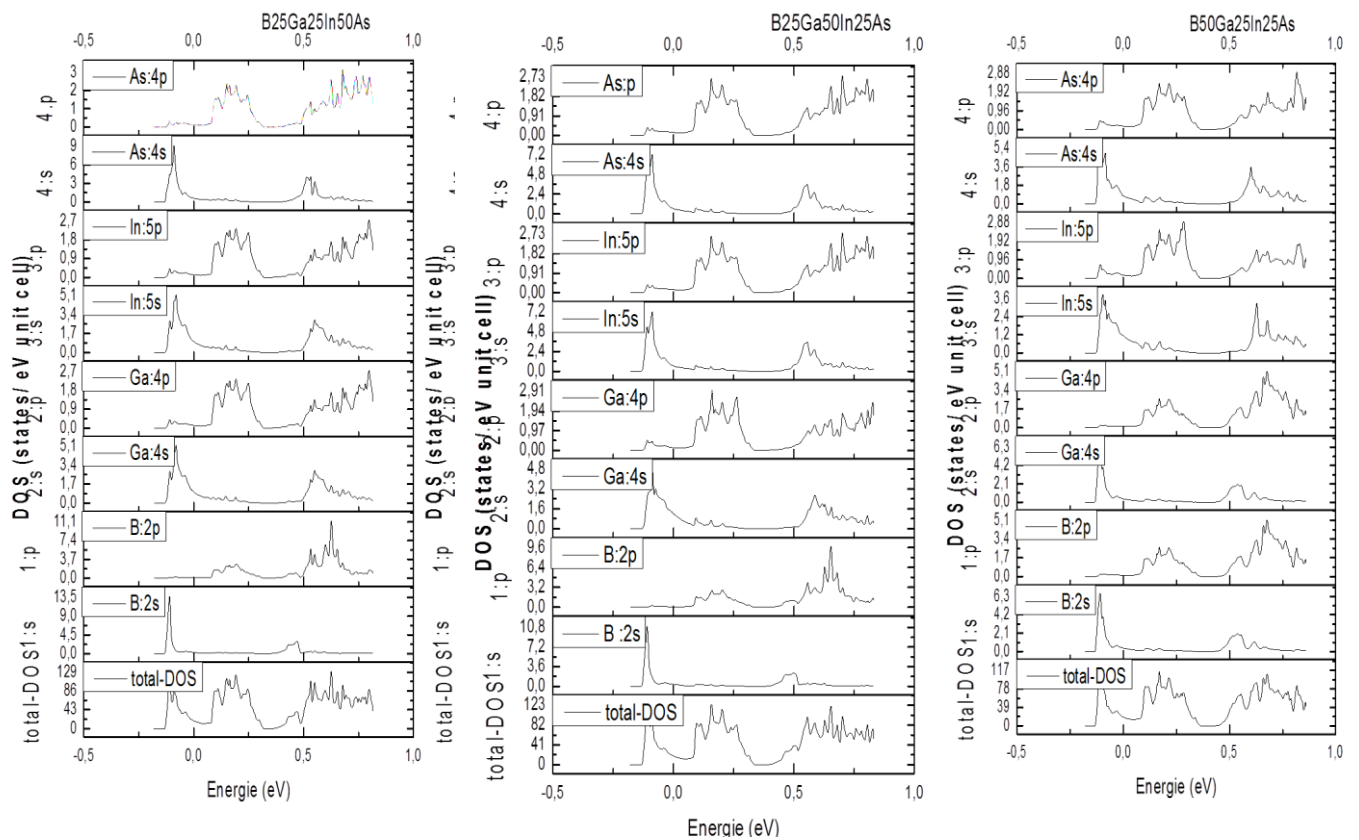 B25Ga25In50As
-0,5 0,0 0,5 1,0
4:p
3
2
1
0
As:4p
4:s
9
6
3
0
As:4s
3:p
2,7
1,8
0,9
0,0
In:5p
3:s
5,1
3,4
1,7
0,0
In:5s
2:p
2,7
1,8
0,9
0,0
Ga:4p
2:s
5,1
3,4
1,7
0,0
Ga:4s
1:p
11,1
7,4
3,7
0,0
B:2p
1:s
13,5
9,0
4,5
0,0
B:2s
total-DOS
129
86
43
0
total-DOS
DOS (states/ eV unit cell)
-0,5 0,0 0,5 1,0
Energie (eV)
B25Ga50In25As
-0,5 0,0 0,5 1,0
4:p
2,73
1,82
0,91
0,00
As:p
4:s
7,2
4,8
2,4
0,0
As:4s
3:p
2,73
1,82
0,91
0,00
In:5p
3:s
7,2
4,8
2,4
0,0
In:5s
2:p
2,91
1,94
0,97
0,00
Ga:4p
2:s
4,8
3,2
1,6
0,0
Ga:4s
1:p
9,6
6,4
3,2
0,0
B:2p
1:s
10,8
7,2
3,6
0,0
B :2s
total-DOS
123
82
41
0
total-DOS
DOS (states/ eV unit cell)
-0,5 0,0 0,5 1,0
Energie (eV)
B50Ga25In25As
-0,5 0,0 0,5 1,0
4:p
2,88
1,92
0,96
0,00
As:4p
4:s
5,4
3,6
1,8
0,0
As:4s
3:p
2,88
1,92
0,96
0,00
In:5p
3:s
3,6
2,4
1,2
0,0
In:5s
2:p
5,1
3,4
1,7
0,0
Ga:4p
2:s
6,3
4,2
2,1
0,0
Ga:4s
1:p
5,1
3,4
1,7
0,0
B:2p
1:s
6,3
4,2
2,1
0,0
B:2s
total-DOS
117
78
39
0
total-DOS
DOS (states/ eV unit cell)
-0,5 0,0 0,5 1,0
Energie (eV)